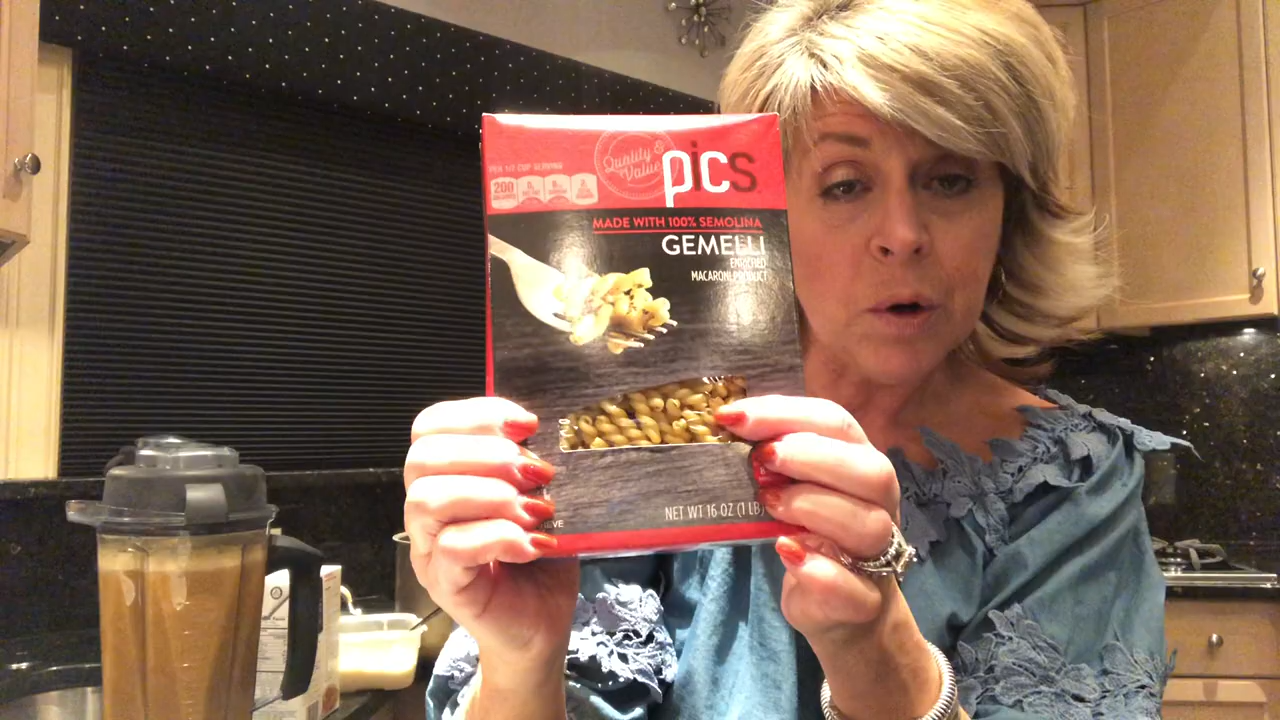 PER 1/2 CUP SERVING
200
Quality &
Value
pics
MADE WITH 100% SEMOLINA
GEMELLI
ENRICHED
MACARONI PRODUCT
NET WT 16 OZ (1 LB)